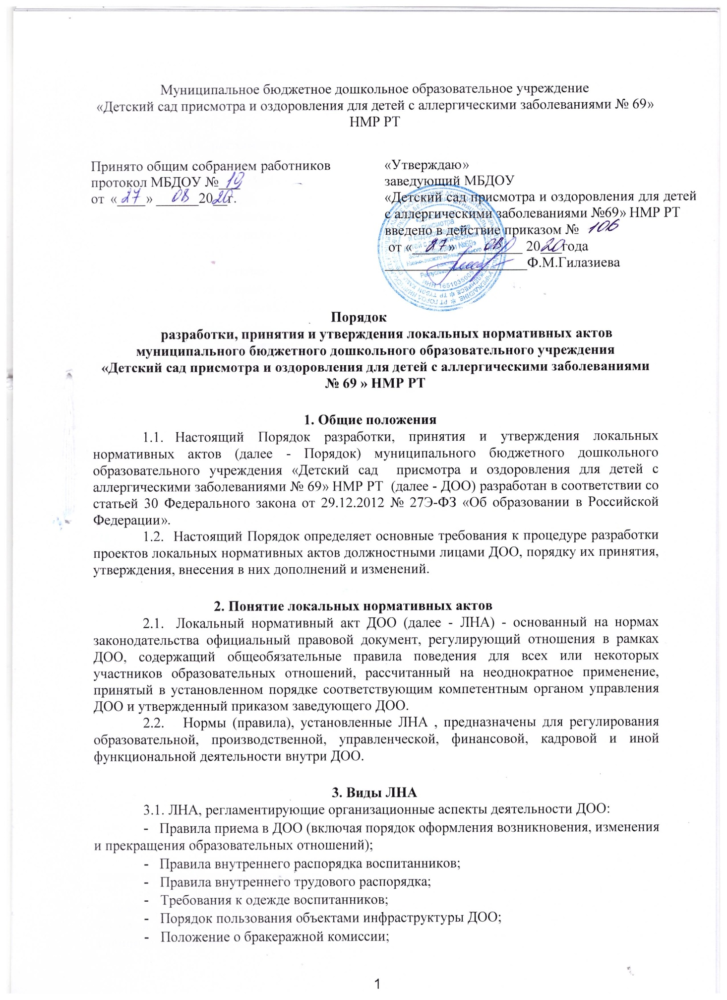 Муниципальное бюджетное дошкольное образовательное учреждение
«Детский сад присмотра и оздоровления для детей с аллергическими заболеваниями № 69»
НМР РТ
Принято общим собранием работников
протокол МБДОУ №
от «27» 08 2020г.
«Утверждаю»
заведующий МБДОУ
«Детский сад присмотра и оздоровления для детей
с аллергическими заболеваниями №69» НМР РТ
введено в действие приказом № 106
от «27» 08 2020 года
Ф.М.Гилазиева
присмотра
и оздоровления для
детей с аллергическими
заболеваниями №69»
Нижнекамского муниципального
района
ИНН 1651035005
Порядок
разработки, принятия и утверждения локальных нормативных актов
муниципального бюджетного дошкольного образовательного учреждения
«Детский сад присмотра и оздоровления для детей с аллергическими заболеваниями
№ 69 » НМР РТ
1. Общие положения
1.1. Настоящий Порядок разработки, принятия и утверждения локальных
нормативных актов (далее - Порядок) муниципального бюджетного дошкольного
образовательного учреждения «Детский сад присмотра и оздоровления для детей с
аллергическими заболеваниями № 69» НМР РТ (далее - ДОО) разработан в соответствии со
статьей 30 Федерального закона от 29.12.2012 № 27Э-ФЗ «Об образовании в Российской
Федерации».
1.2. Настоящий Порядок определяет основные требования к процедуре разработки
проектов локальных нормативных актов должностными лицами ДОО, порядку их принятия,
утверждения, внесения в них дополнений и изменений.
2. Понятие локальных нормативных актов
2.1. Локальный нормативный акт ДОО (далее - ЛНА) - основанный на нормах
законодательства официальный правовой документ, регулирующий отношения в рамках
ДОО, содержащий общеобязательные правила поведения для всех или некоторых
участников образовательных отношений, рассчитанный на неоднократное применение,
принятый в установленном порядке соответствующим компетентным органом управления
ДОО и утвержденный приказом заведующего ДОО.
2.2. Нормы (правила), установленные ЛНА , предназначены для регулирования
образовательной, производственной, управленческой, финансовой, кадровой и иной
функциональной деятельности внутри ДОО.
3. Виды ЛНА
3.1. ЛНА, регламентирующие организационные аспекты деятельности ДОО:
- Правила приема в ДОО (включая порядок оформления возникновения, изменения
и прекращения образовательных отношений);
- Правила внутреннего распорядка воспитанников;
- Правила внутреннего трудового распорядка;
- Требования к одежде воспитанников;
- Порядок пользования объектами инфраструктуры ДОО;
- Положение о бракеражной комиссии;
1